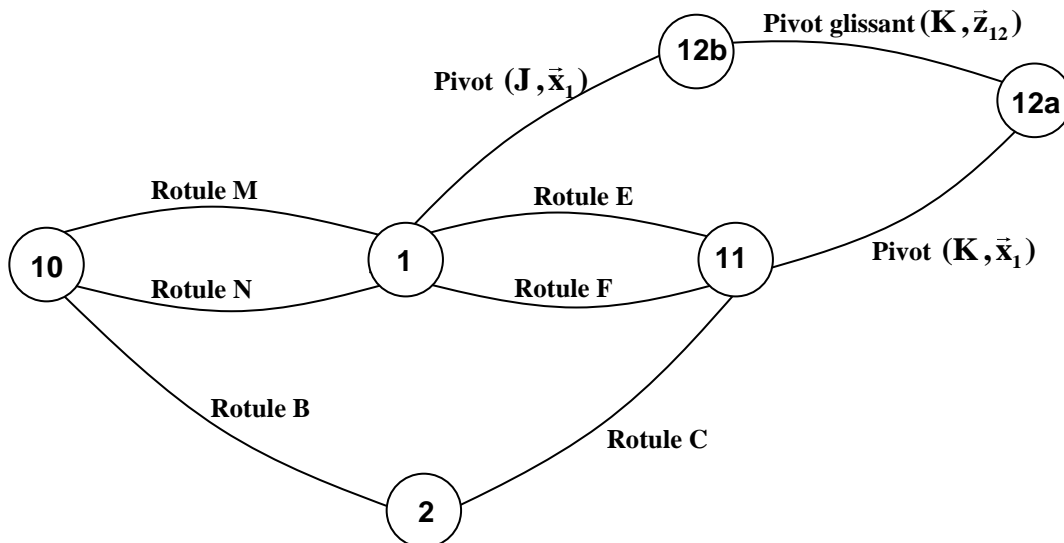 12b
Pivot glissant (K, z⃗₁₂)
12a
Pivot (J, x⃗₁)
Rotule M
Rotule E
10
1
11
Pivot (K, x⃗₁)
Rotule N
Rotule F
Rotule B
Rotule C
2